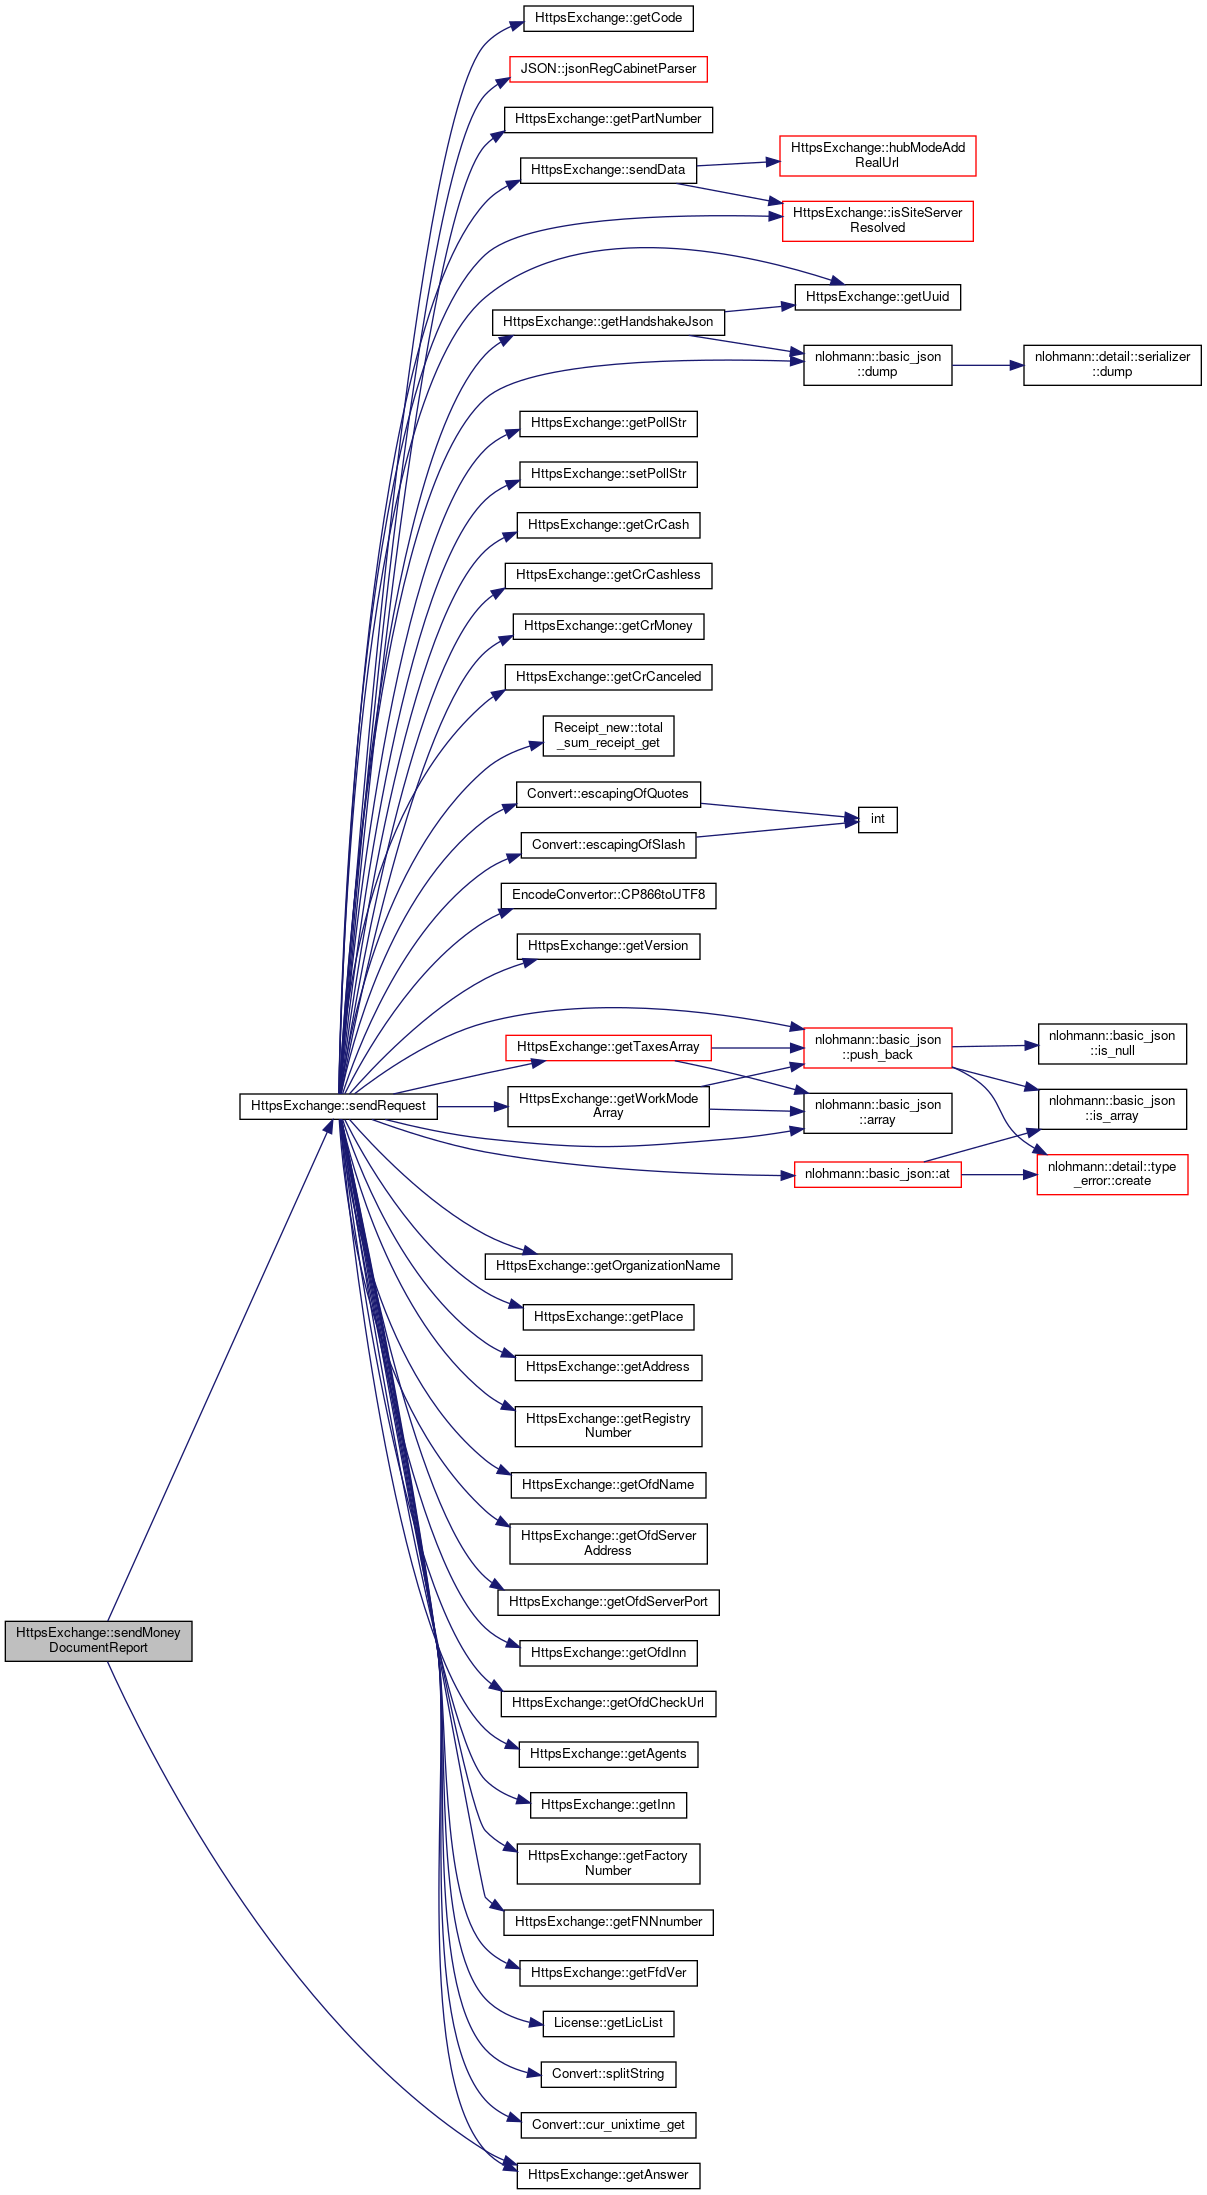 HttpsExchange::getCode
JSON::jsonRegCabinetParser
HttpsExchange::getPartNumber
HttpsExchange::hubModeAdd
RealUrl
HttpsExchange::sendData
HttpsExchange::isSiteServer
Resolved
HttpsExchange::getUuid
HttpsExchange::getHandshakeJson
nlohmann::basic_json
::dump
nlohmann::detail::serializer
::dump
HttpsExchange::getPollStr
HttpsExchange::setPollStr
HttpsExchange::getCrCash
HttpsExchange::getCrCashless
HttpsExchange::getCrMoney
HttpsExchange::getCrCanceled
Receipt_new::total
_sum_receipt_get
Convert::escapingOfQuotes
int
Convert::escapingOfSlash
EncodeConvertor::CP866toUTF8
HttpsExchange::getVersion
HttpsExchange::getTaxesArray
nlohmann::basic_json
::push_back
nlohmann::basic_json
::is_null
HttpsExchange::sendRequest
HttpsExchange::getWorkMode
Array
nlohmann::basic_json
::array
nlohmann::basic_json
::is_array
nlohmann::basic_json::at
nlohmann::detail::type
_error::create
HttpsExchange::getOrganizationName
HttpsExchange::getPlace
HttpsExchange::getAddress
HttpsExchange::getRegistry
Number
HttpsExchange::getOfdName
HttpsExchange::getOfdServer
Address
HttpsExchange::getOfdServerPort
HttpsExchange::sendMoney
DocumentReport
HttpsExchange::getOfdInn
HttpsExchange::getOfdCheckUrl
HttpsExchange::getAgents
HttpsExchange::getInn
HttpsExchange::getFactory
Number
HttpsExchange::getFNNnumber
HttpsExchange::getFfdVer
License::getLicList
Convert::splitString
Convert::cur_unixtime_get
HttpsExchange::getAnswer